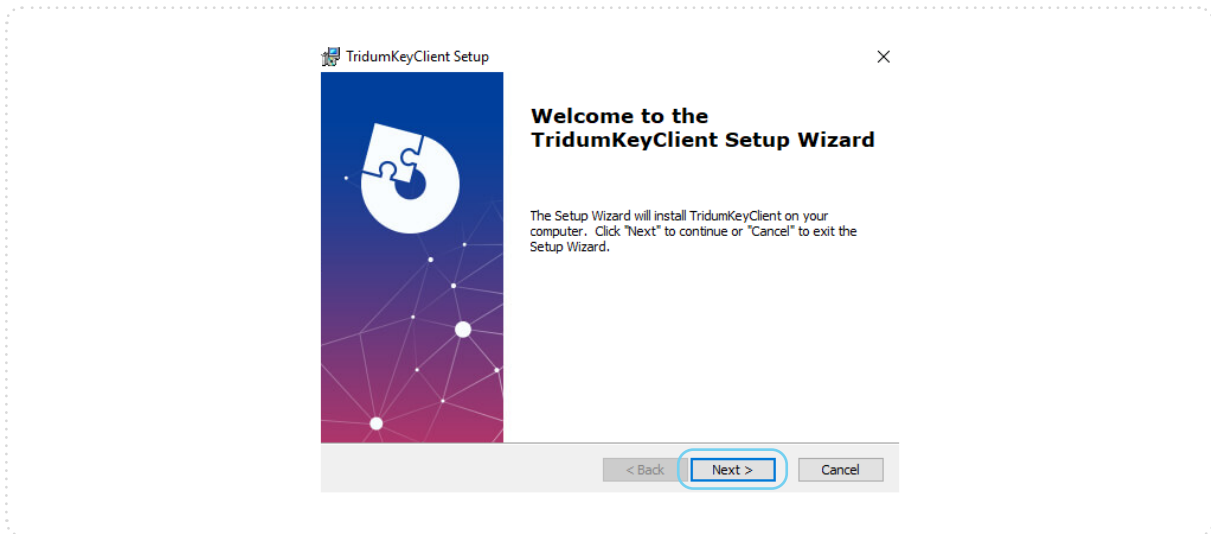 TridumKeyClient Setup
Welcome to the
TridumKeyClient Setup Wizard
The Setup Wizard will install TridumKeyClient on your
computer. Click "Next" to continue or "Cancel" to exit the
Setup Wizard.
< Back Next > Cancel